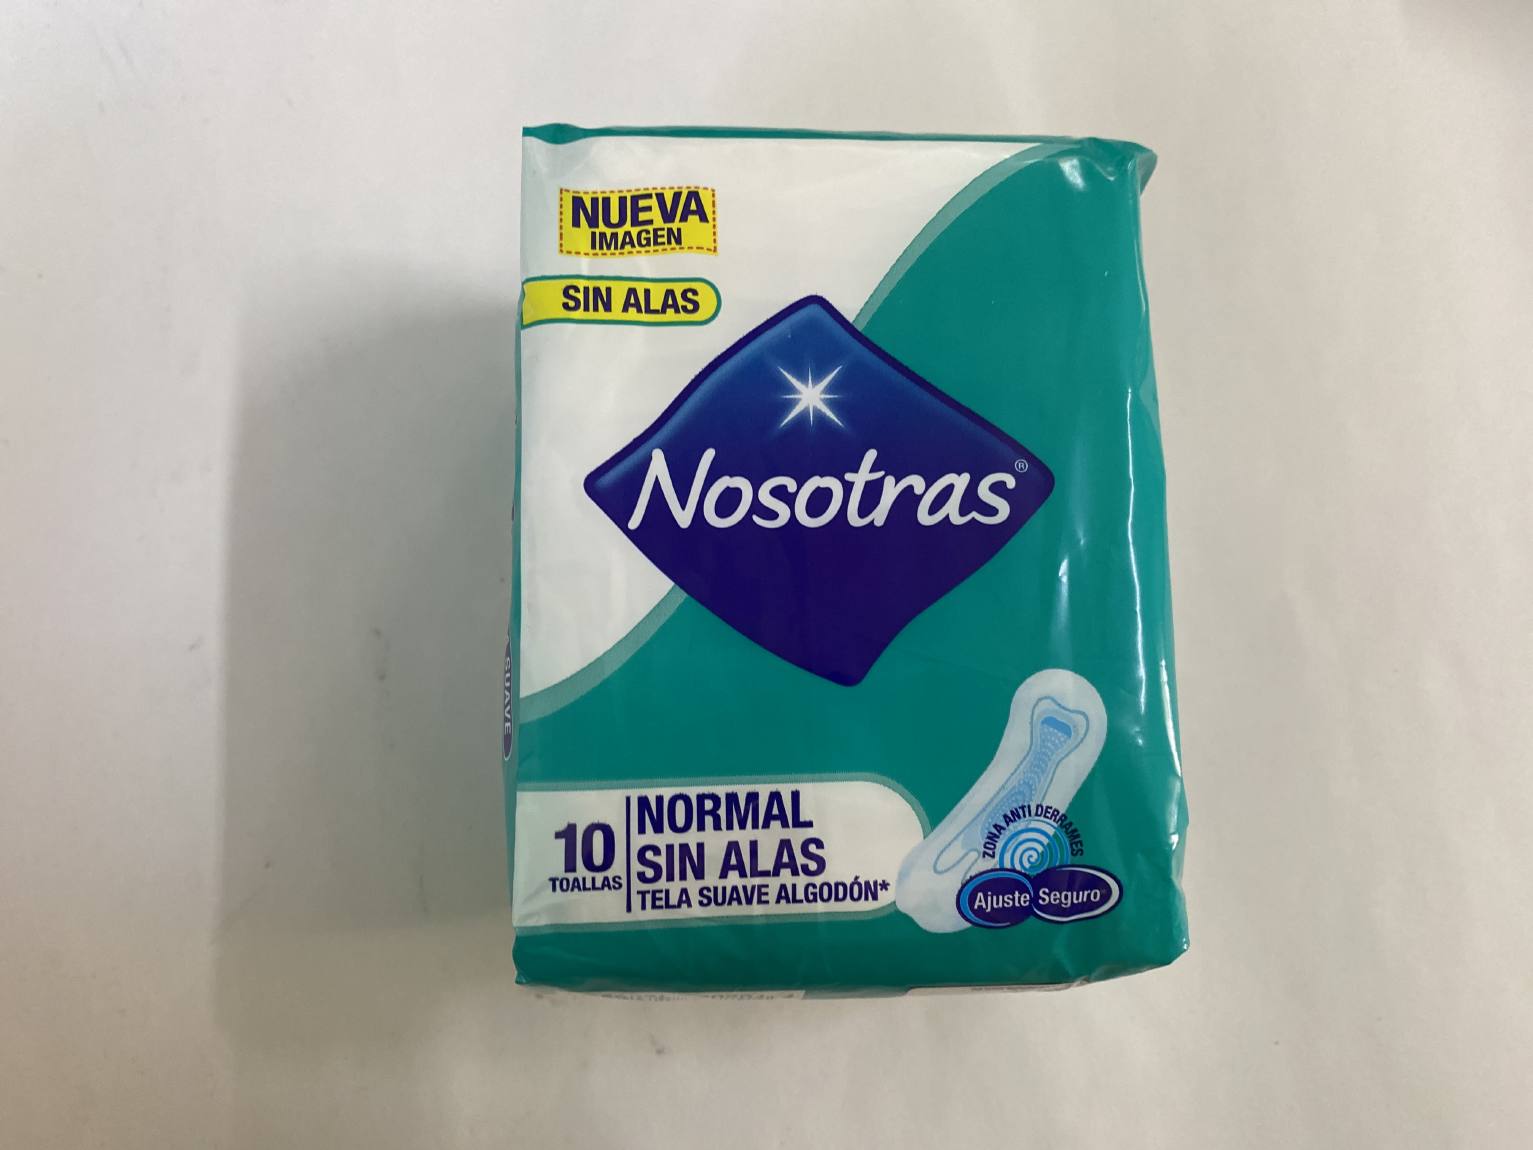 NUEVA
IMAGEN
SIN ALAS
Nosotras®
SUAVE
10
TOALLAS
NORMAL
SIN ALAS
TELA SUAVE ALGODÓN*
ZONA ANTI DERRAMES
Ajuste Seguro